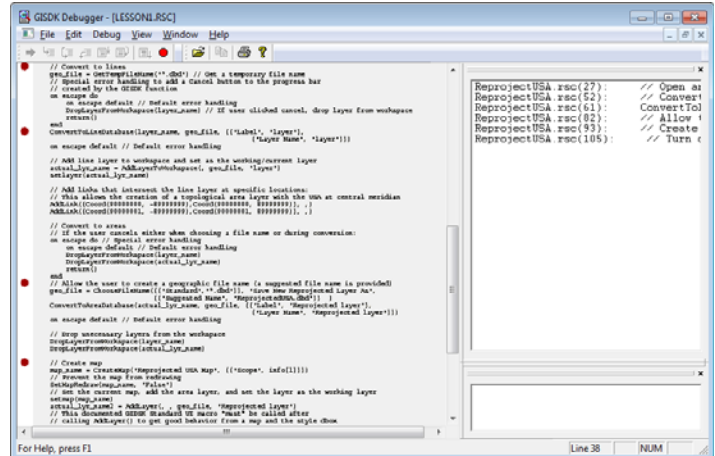 GISDK Debugger - [LESSON1.RSC]
File Edit Debug View Window Help
// Convert to lines
geo_file = GetTempFileName("*.dbd") // Get a temporary file name
// Special error handling to add a Cancel button to the progress bar
// created by the GISDK function
on escape do
on escape default // Default error handling
DropLayerFromWorkspace(layer_name) // If user clicked cancel, drop layer from workspace
return()
end
ConvertToLineDatabase(layer_name, geo_file, {{"Label", "layer"},
{"Layer Name", "layer"}})
on escape default // Default error handling
// Add line layer to workspace and set as the working/current layer
actual_lyr_name = AddLayerToWorkspace(, geo_file, "layer")
setlayer(actual_lyr_name)
// Add links that intersect the line layer at specific locations:
// This allows the creation of a topological area layer with the USA at central meridian
// Convert to areas
// If the user cancels either when choosing a file name or during conversion:
on escape do // Special error handling
on escape default // Default error handling
DropLayerFromWorkspace(layer_name)
DropLayerFromWorkspace(actual_lyr_name)
return()
end
// Allow the user to create a geographic file name (a suggested file name is provided)
geo_file = ChooseFileName({{"Standard", "*.dbd"}}, "Save New Reprojected Layer As",
{{"Suggested Name", "ReprojectedUSA.dbd"}} )
ConvertToAreaDatabase(actual_lyr_name, geo_file, {{"Label", "Reprojected layer"},
{"Layer Name", "Reprojected layer"}})
on escape default // Default error handling
// Drop unecessary layers from the workspace
DropLayerFromWorkspace(layer_name)
DropLayerFromWorkspace(actual_lyr_name)
// Create map
map_name = CreateMap("Reprojected USA Map", {{"Scope", info[1]}})
// Prevent the map from redrawing
SetMapRedraw(map_name, "False")
// Set the current map, add the area layer, and set the layer as the working layer
setmap(map_name)
actual_lyr_name2 = AddLayer(, , geo_file, "Reprojected layer")
// This documented GISDK Standard UI macro "must" be called after
// calling AddLayer() to get good behavior from a map and the style dbox
ReprojectUSA.rsc(27): // Open ar
ReprojectUSA.rsc(52): // Conver
ReprojectUSA.rsc(61): ConvertTol
ReprojectUSA.rsc(82): // Allow
ReprojectUSA.rsc(93): // Create
ReprojectUSA.rsc(105): // Turn
For Help, press F1
Line 38
NUM